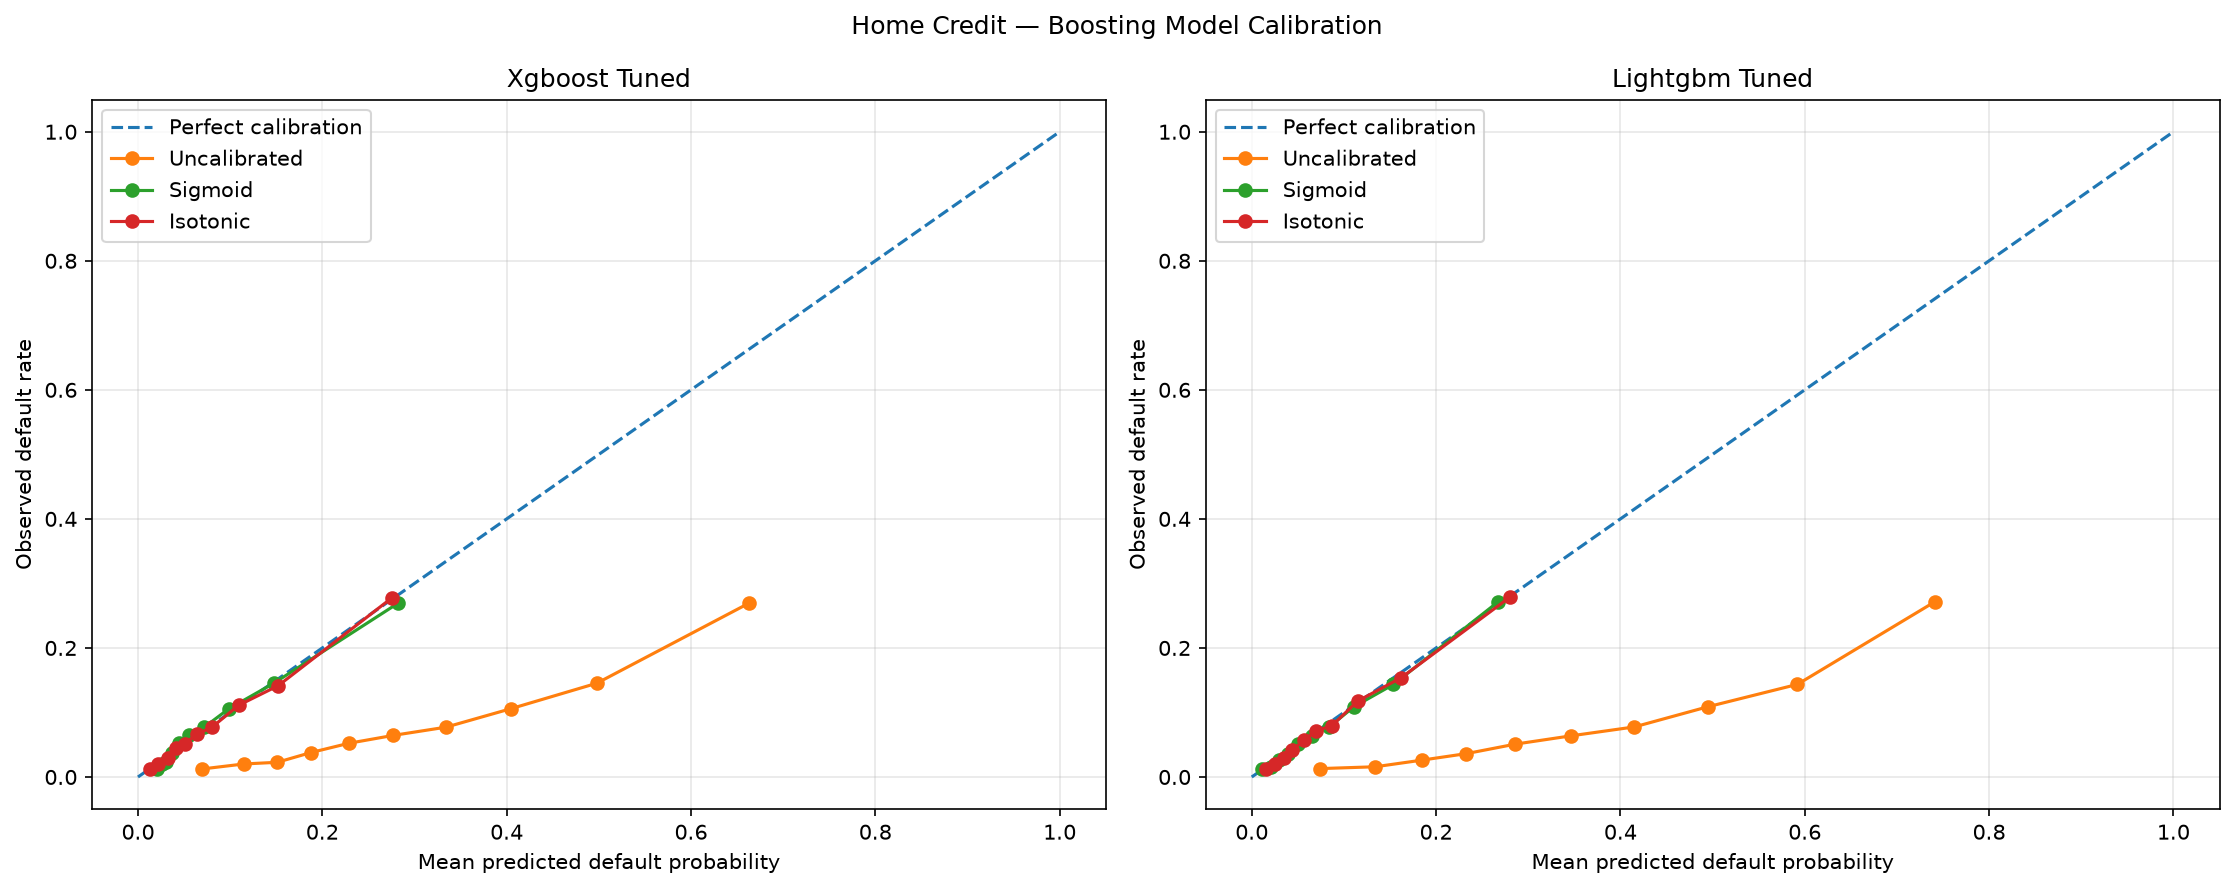 Home Credit — Boosting Model Calibration
Xgboost Tuned
Perfect calibration
Uncalibrated
Sigmoid
Isotonic
1.0
0.8
0.6
0.4
0.2
0.0
Observed default rate
0.0 0.2 0.4 0.6 0.8 1.0
Mean predicted default probability
Lightgbm Tuned
Perfect calibration
Uncalibrated
Sigmoid
Isotonic
1.0
0.8
0.6
0.4
0.2
0.0
Observed default rate
0.0 0.2 0.4 0.6 0.8 1.0
Mean predicted default probability